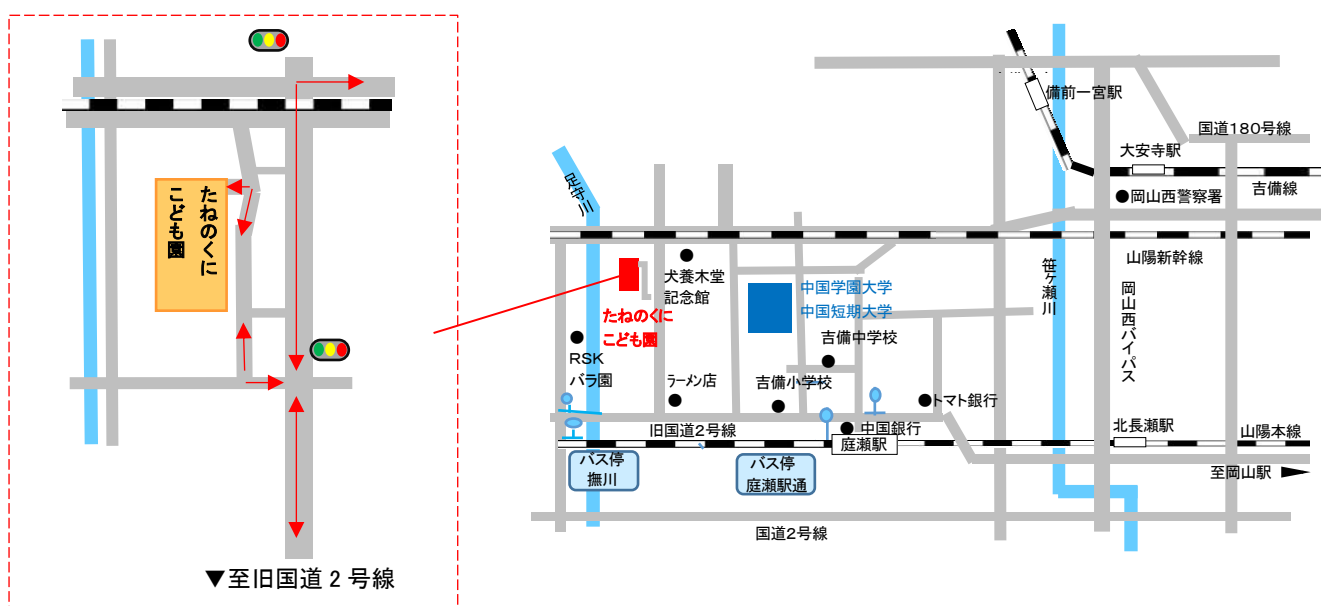 たねのくに
こども園
▼至旧国道２号線
備前一宮駅
国道180号線
大安寺駅
吉備線
岡山西警察署
足守川
山陽新幹線
笹ヶ瀬川
岡山西バイパス
犬養木堂
記念館
中国学園大学
中国短期大学
たねのくに
こども園
吉備中学校
RSK
バラ園
ラーメン店
吉備小学校
トマト銀行
旧国道2号線
中国銀行
庭瀬駅
北長瀬駅
山陽本線
バス停
撫川
バス停
庭瀬駅通
至岡山駅
国道2号線